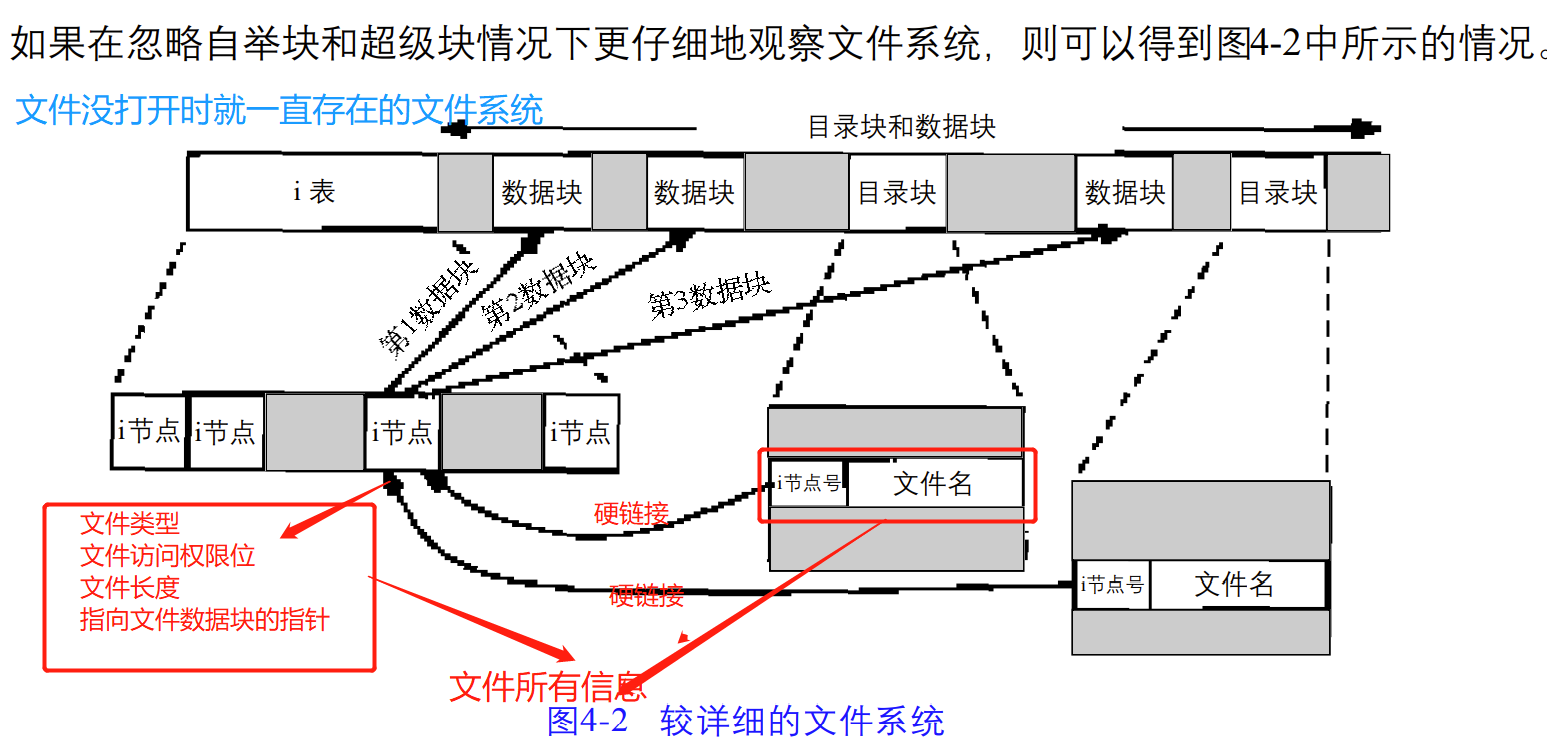 如果在忽略自举块和超级块情况下更仔细地观察文件系统，则可以得到图4-2中所示的情况。
文件没打开时就一直存在的文件系统
目录块和数据块
i 表
数据块
数据块
目录块
数据块
目录块
第1数据块
第2数据块
第3数据块
i节点
i节点
i节点
i节点
i节点号
文件名
硬链接
文件类型
文件访问权限位
文件长度
指向文件数据块的指针
硬链接
i节点号
文件名
文件所有信息
图4-2 较详细的文件系统